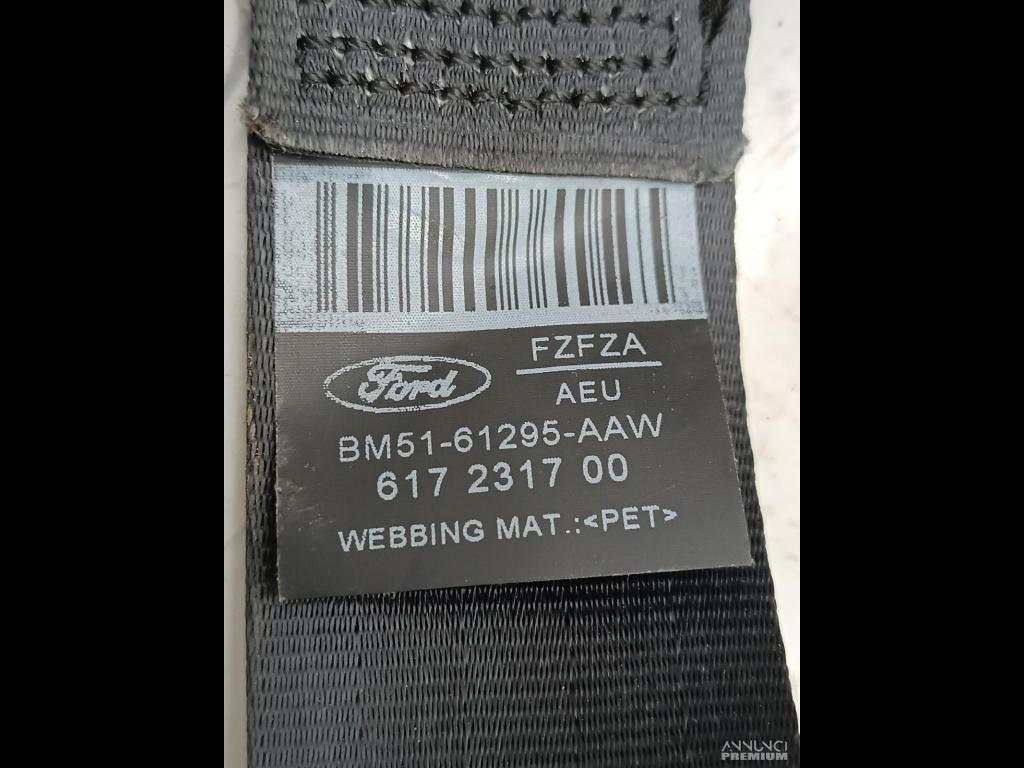 FZFZA
Ford
AEU
BM51-61295-AAW
617 2317 00
WEBBING MAT.:<PET>
ANNUNCI
PREMIUM